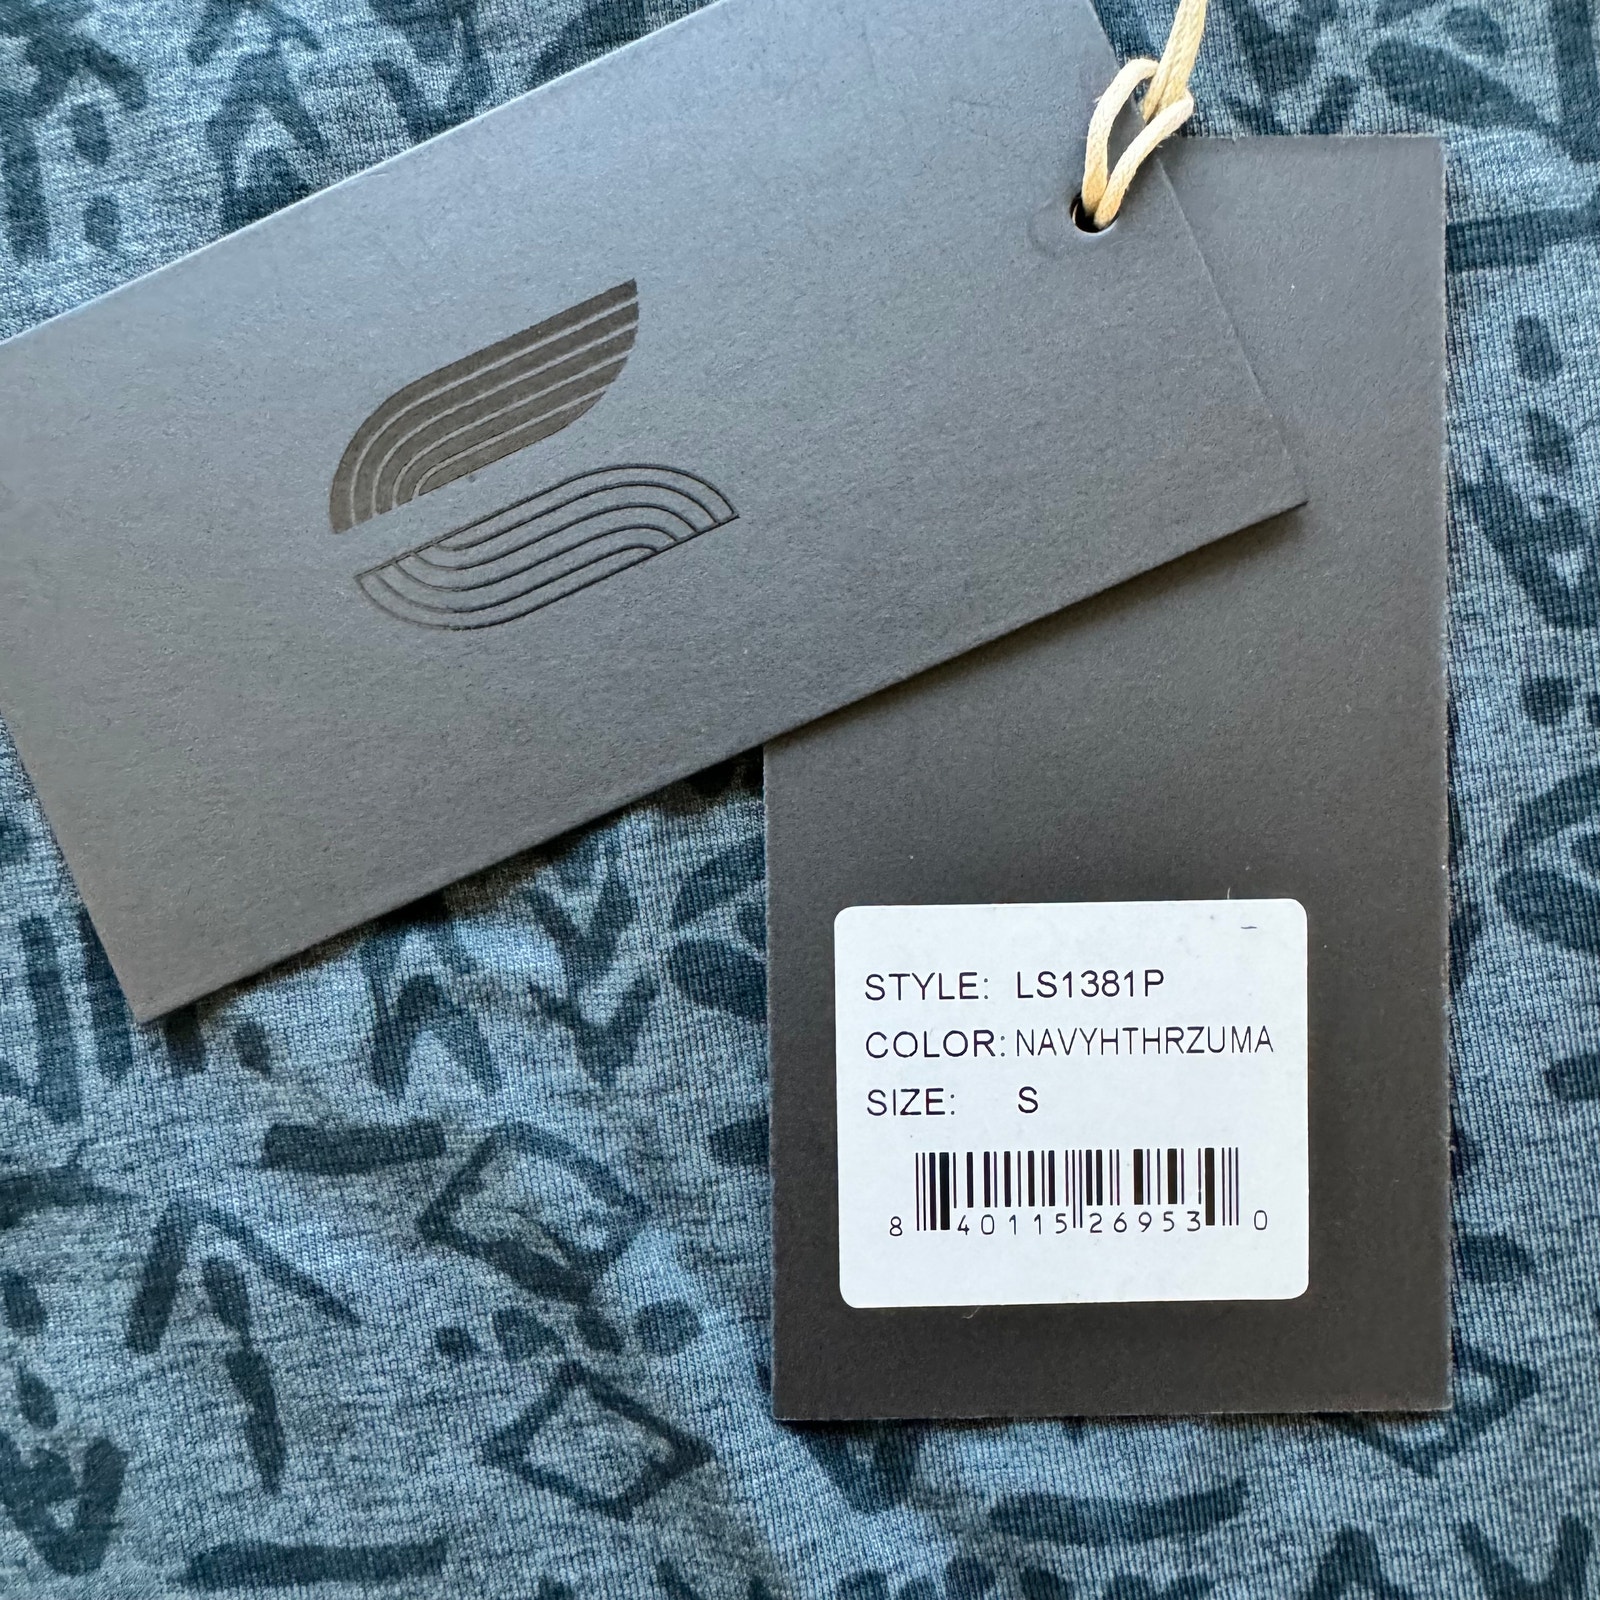 STYLE: LS1381P
COLOR: NAVYHTHRZUMA
SIZE: S
8 40115 26953 0